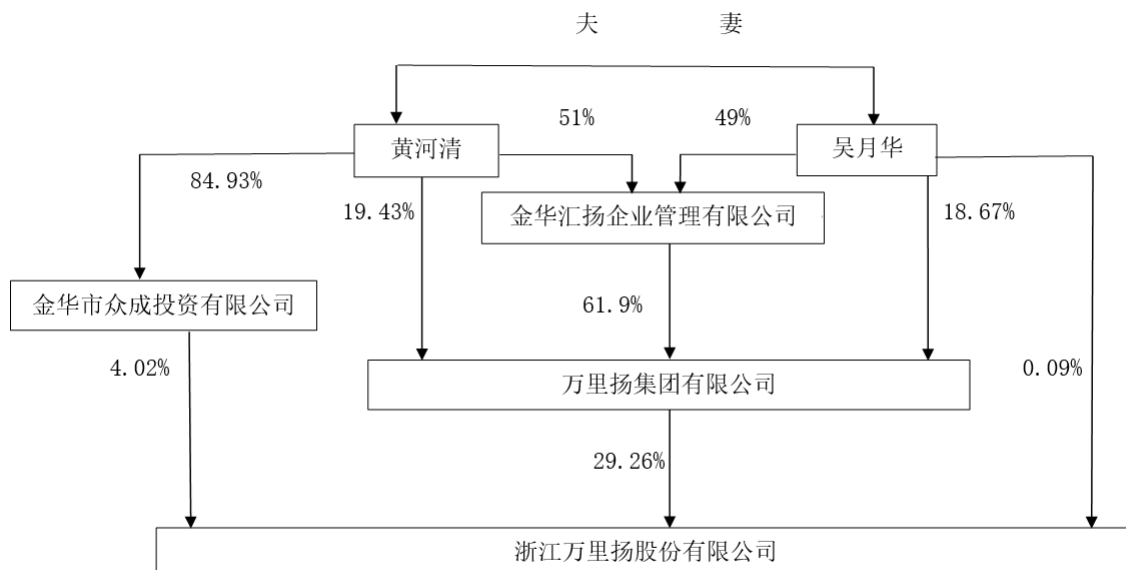 夫 妻
51% 49%
黄河清 吴月华
84.93% 19.43% 金华汇扬企业管理有限公司 18.67%
金华市众成投资有限公司 61.9%
4.02% 万里扬集团有限公司 0.09%
29.26%
浙江万里扬股份有限公司